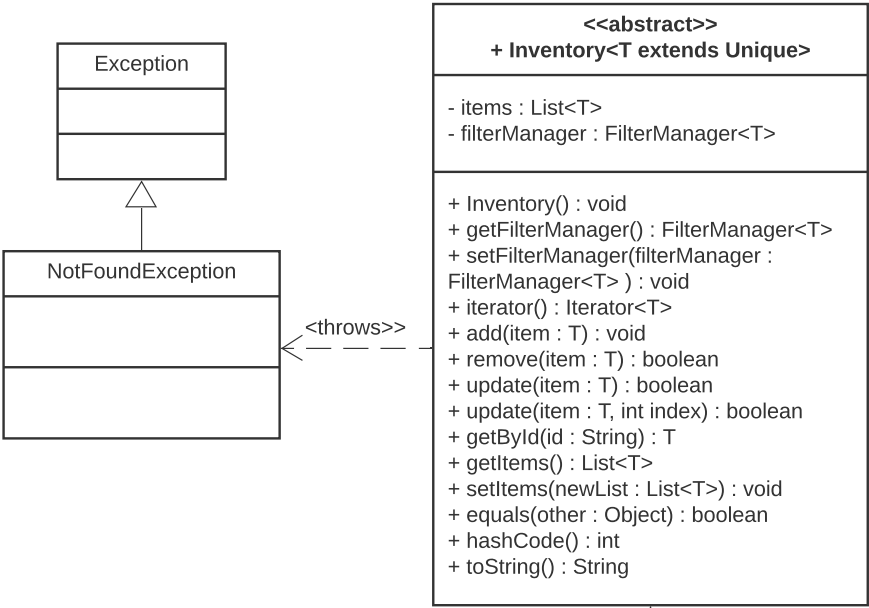 Exception
NotFoundException
<throws>>
<<abstract>>
+ Inventory<T extends Unique>
- items : List<T>
- filterManager : FilterManager<T>
+ Inventory() : void
+ getFilterManager() : FilterManager<T>
+ setFilterManager(filterManager :
FilterManager<T> ) : void
+ iterator() : Iterator<T>
+ add(item : T) : void
+ remove(item : T) : boolean
+ update(item : T) : boolean
+ update(item : T, int index) : boolean
+ getById(id : String) : T
+ getItems() : List<T>
+ setItems(newList : List<T>) : void
+ equals(other : Object) : boolean
+ hashCode() : int
+ toString() : String